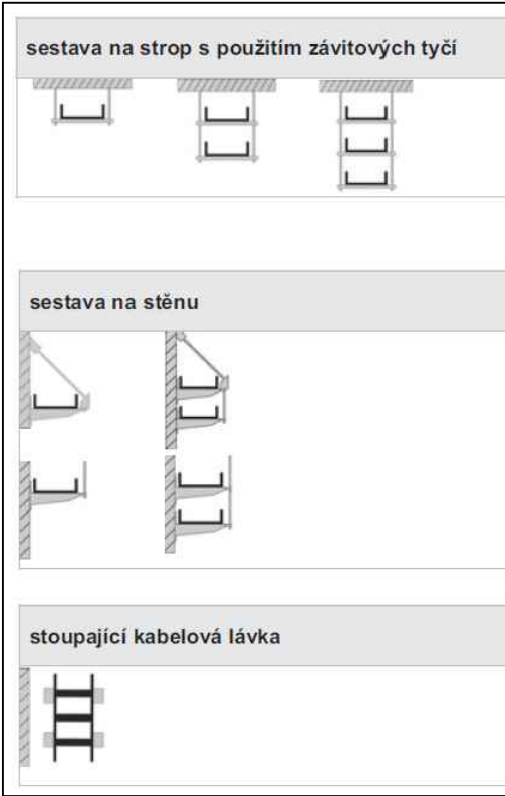 sestava na strop s použitím závitových tyčí
sestava na stěnu
stoupající kabelová lávka